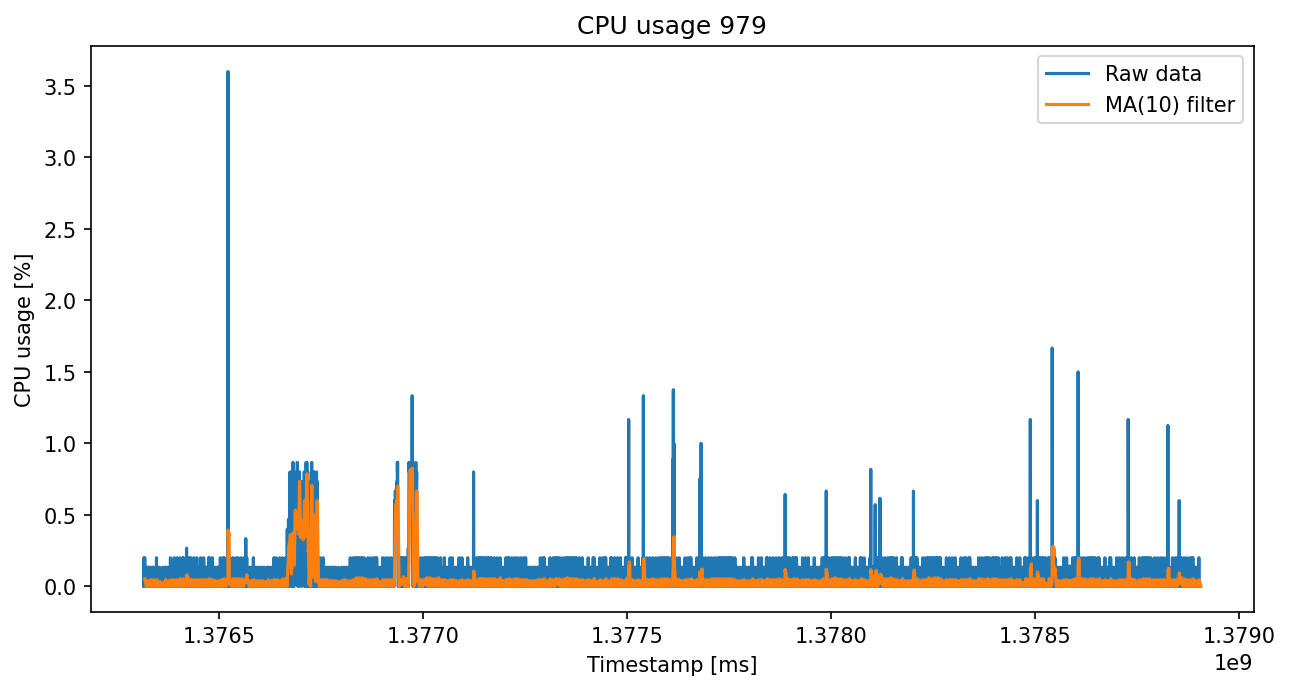 CPU usage 979
Raw data
MA(10) filter
CPU usage [%]
3.5
3.0
2.5
2.0
1.5
1.0
0.5
0.0
1.3765 1.3770 1.3775 1.3780 1.3785 1.3790
1e9
Timestamp [ms]